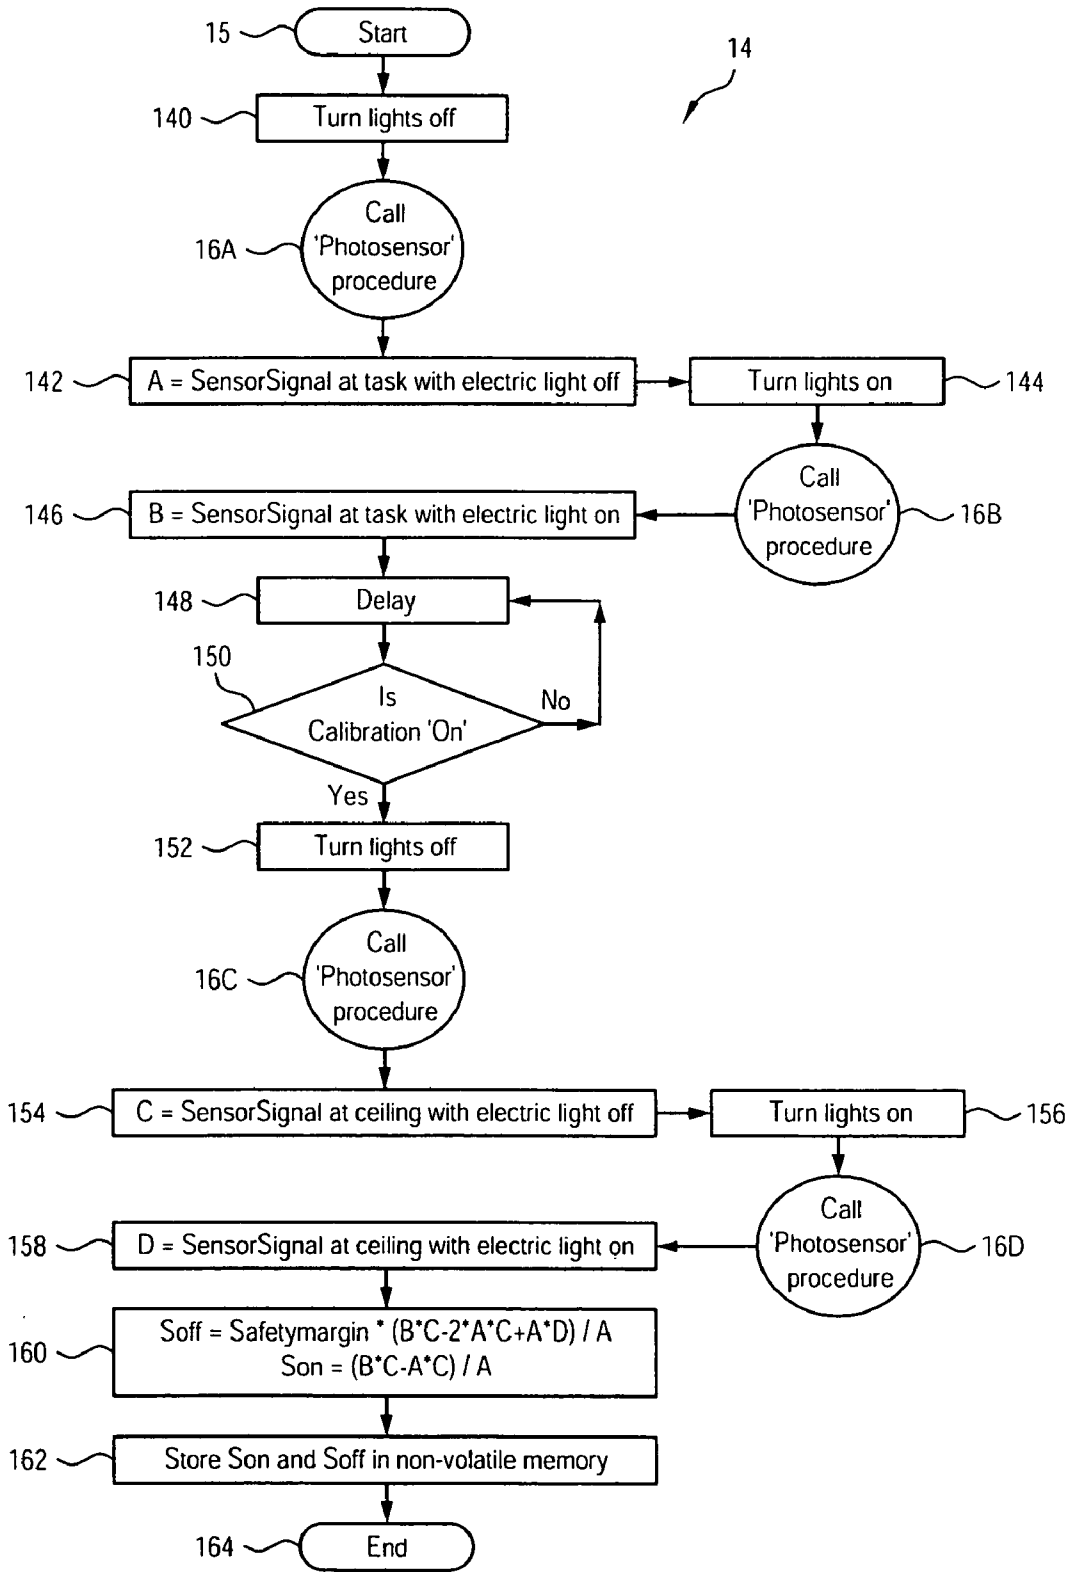 15
Start
14
140
Turn lights off
16A
Call
'Photosensor'
procedure
142
A = SensorSignal at task with electric light off
Turn lights on
144
146
B = SensorSignal at task with electric light on
Call
'Photosensor'
procedure
16B
148
Delay
150
Is
Calibration 'On'
No
Yes
152
Turn lights off
16C
Call
'Photosensor'
procedure
154
C = SensorSignal at ceiling with electric light off
Turn lights on
156
158
D = SensorSignal at ceiling with electric light on
Call
'Photosensor'
procedure
16D
160
Soff = Safetymargin * (B*C-2*A*C+A*D) / A
Son = (B*C-A*C) / A
162
Store Son and Soff in non-volatile memory
164
End